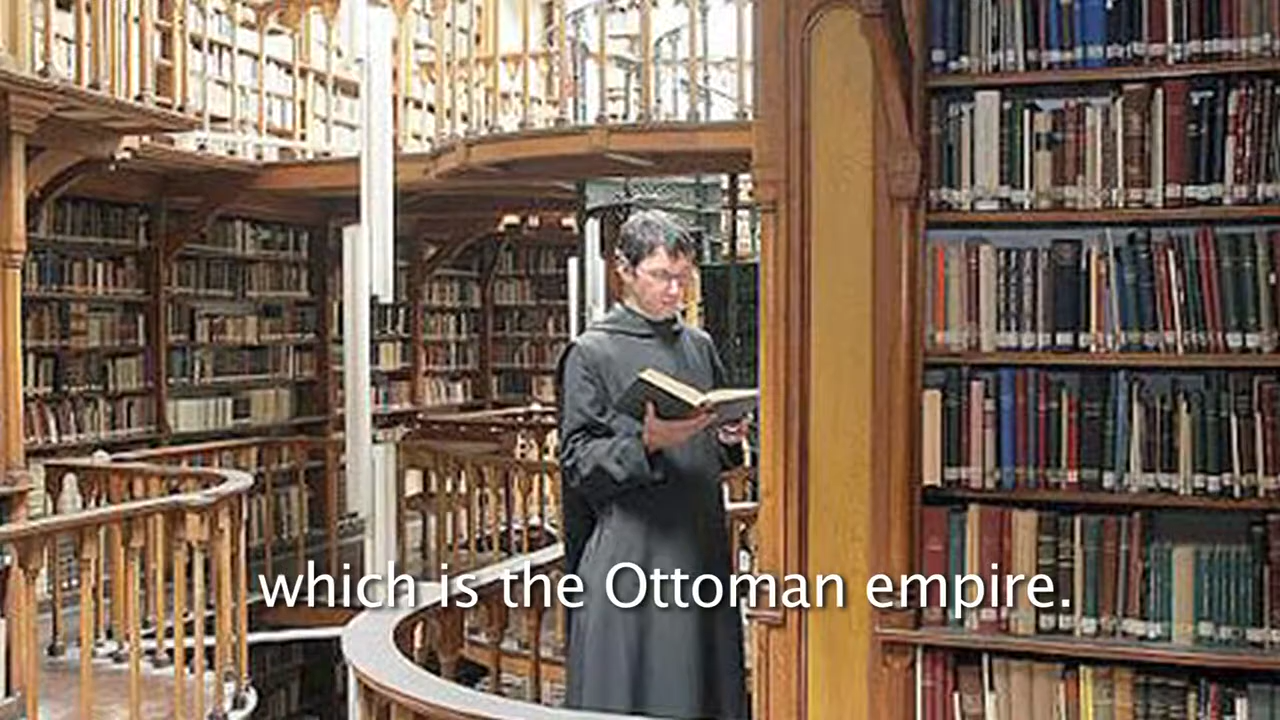 which is the Ottoman empire.